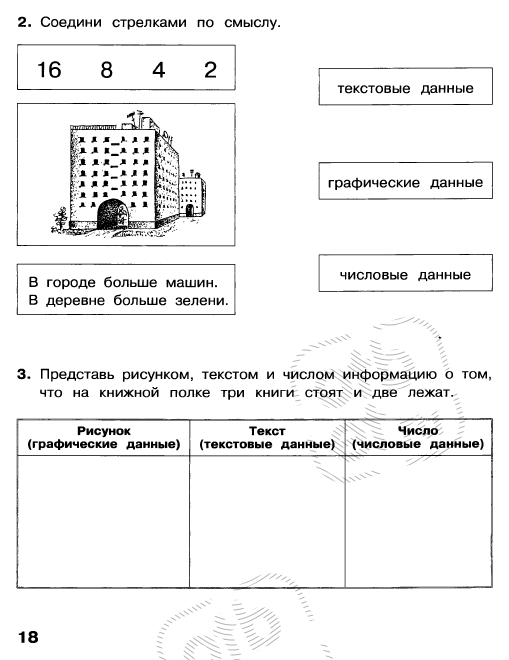 2. Соедини стрелками по смыслу.
16 8 4 2
текстовые данные
графические данные
В городе больше машин.
В деревне больше зелени.
числовые данные
3. Представь рисунком, текстом и числом информацию о том,
что на книжной полке три книги стоят и две лежат.
Рисунок
(графические данные)
Текст
(текстовые данные)
Число
(числовые данные)
18